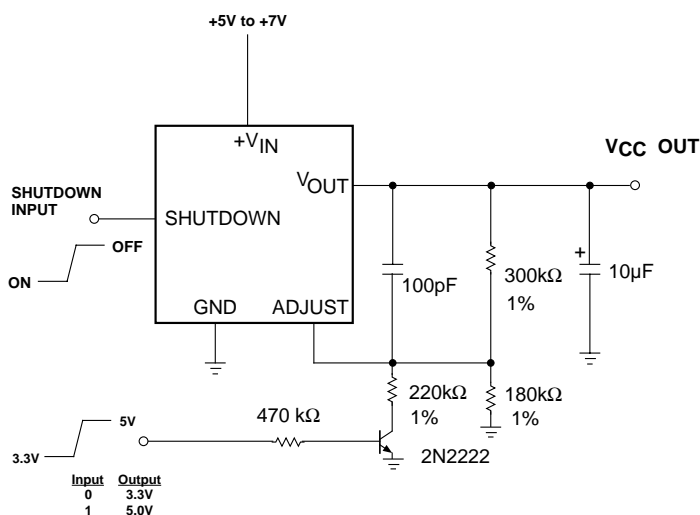 +5V to +7V
+VIN
VCC OUT
VOUT
SHUTDOWN
INPUT
SHUTDOWN
OFF
ON
100pF
300kΩ
1%
+
10µF
GND
ADJUST
220kΩ
1%
180kΩ
1%
470 kΩ
5V
3.3V
2N2222
Input Output
0 3.3V
1 5.0V